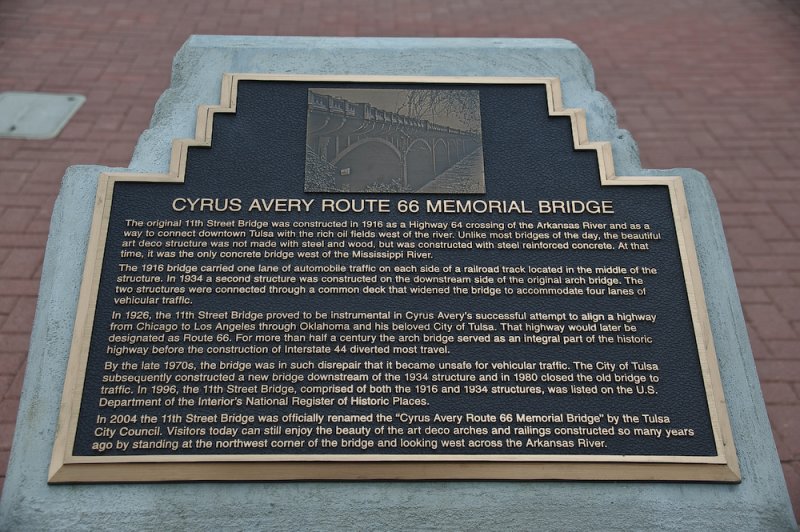 CYRUS AVERY ROUTE 66 MEMORIAL BRIDGE
The original 11th Street Bridge was constructed in 1916 as a Highway 64 crossing of the Arkansas River and as a
way to connect downtown Tulsa with the rich oil fields west of the river. Unlike most bridges of the day, the beautiful
art deco structure was not made with steel and wood, but was constructed with steel reinforced concrete. At that
time, it was the only concrete bridge west of the Mississippi River.
The 1916 bridge carried one lane of automobile traffic on each side of a railroad track located in the middle of the
structure. In 1934 a second structure was constructed on the downstream side of the original arch bridge. The
two structures were connected through a common deck that widened the bridge to accommodate four lanes of
vehicular traffic.
In 1926, the 11th Street Bridge proved to be instrumental in Cyrus Avery's successful attempt to align a highway
from Chicago to Los Angeles through Oklahoma and his beloved City of Tulsa. That highway would later be
designated as Route 66. For more than half a century the arch bridge served as an integral part of the historic
highway before the construction of Interstate 44 diverted most travel.
By the late 1970s, the bridge was in such disrepair that it became unsafe for vehicular traffic. The City of Tulsa
subsequently constructed a new bridge downstream of the 1934 structure and in 1980 closed the old bridge to
traffic. In 1996, the 11th Street Bridge, comprised of both the 1916 and 1934 structures, was listed on the U.S.
Department of the Interior's National Register of Historic Places.
In 2004 the 11th Street Bridge was officially renamed the "Cyrus Avery Route 66 Memorial Bridge" by the Tulsa
City Council. Visitors today can still enjoy the beauty of the art deco arches and railings constructed so many years
ago by standing at the northwest corner of the bridge and looking west across the Arkansas River.